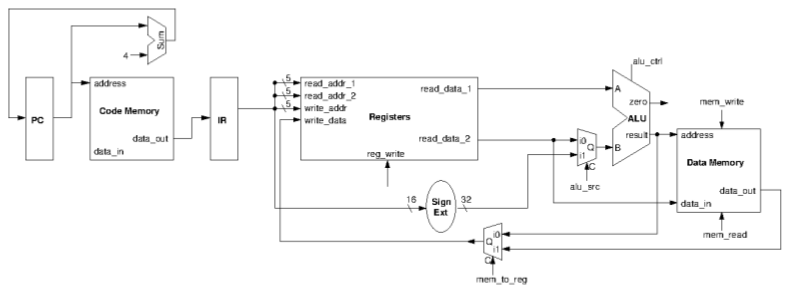 Sum
4
PC
address
Code Memory
data_out
data_in
IR
5
5
5
read_addr_1
read_addr_2
write_addr
write_data
read_data_1
Registers
read_data_2
reg_write
16
Sign
Ext
32
i0
Q
i1
C
alu_src
alu_ctrl
A
zero
ALU
result
B
mem_write
address
Data Memory
data_out
data_in
mem_read
i0
Q
i1
C
mem_to_reg